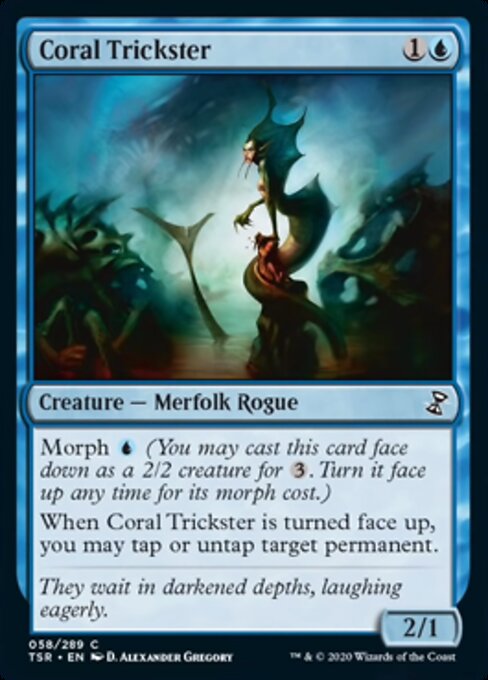 Coral Trickster 1
Creature — Merfolk Rogue
Morph (You may cast this card face
down as a 2/2 creature for 3. Turn it face
up any time for its morph cost.)
When Coral Trickster is turned face up,
you may tap or untap target permanent.
They wait in darkened depths, laughing
eagerly.
2/1
058/289 C
TSR • EN D. Alexander Gregory
™ & © 2020 Wizards of the Coast